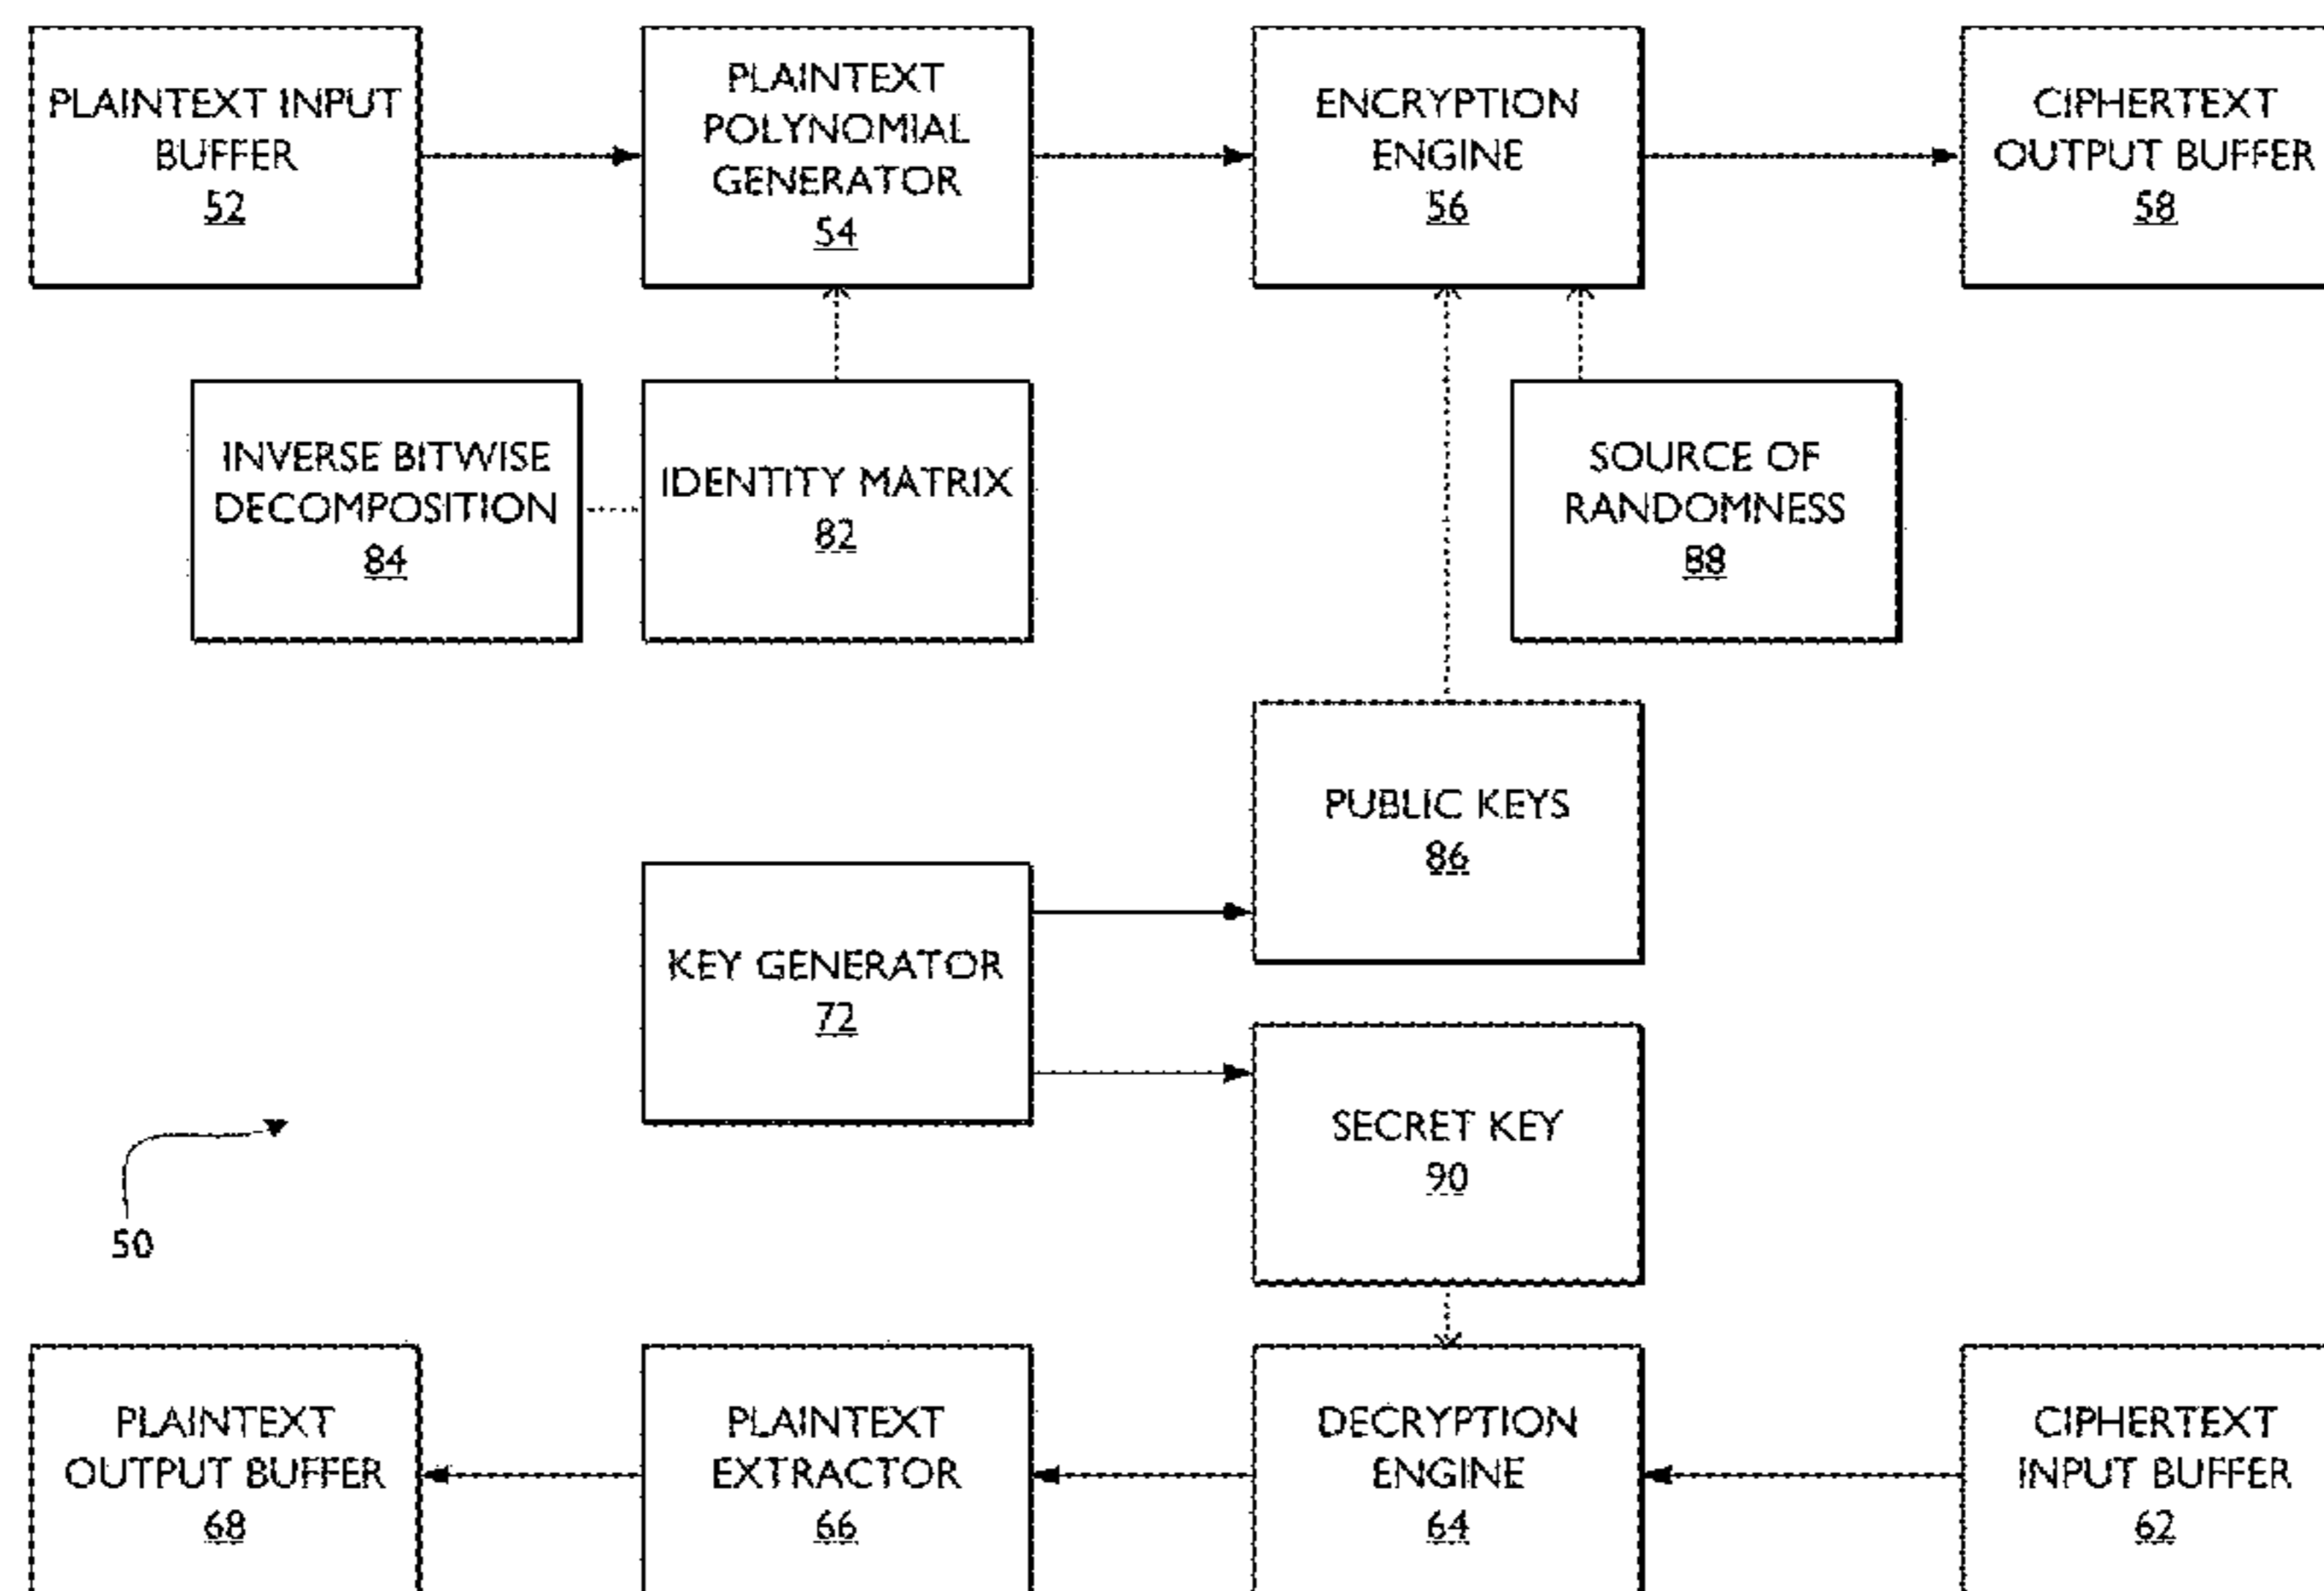 PLAINTEXT INPUT
BUFFER
52
PLAINTEXT
POLYNOMIAL
GENERATOR
54
ENCRYPTION
ENGINE
56
CIPHERTEXT
OUTPUT BUFFER
58
INVERSE BITWISE
DECOMPOSITION
84
IDENTITY MATRIX
82
SOURCE OF
RANDOMNESS
88
PUBLIC KEYS
86
KEY GENERATOR
72
SECRET KEY
90
50
PLAINTEXT
OUTPUT BUFFER
68
PLAINTEXT
EXTRACTOR
66
DECRYPTION
ENGINE
64
CIPHERTEXT
INPUT BUFFER
62